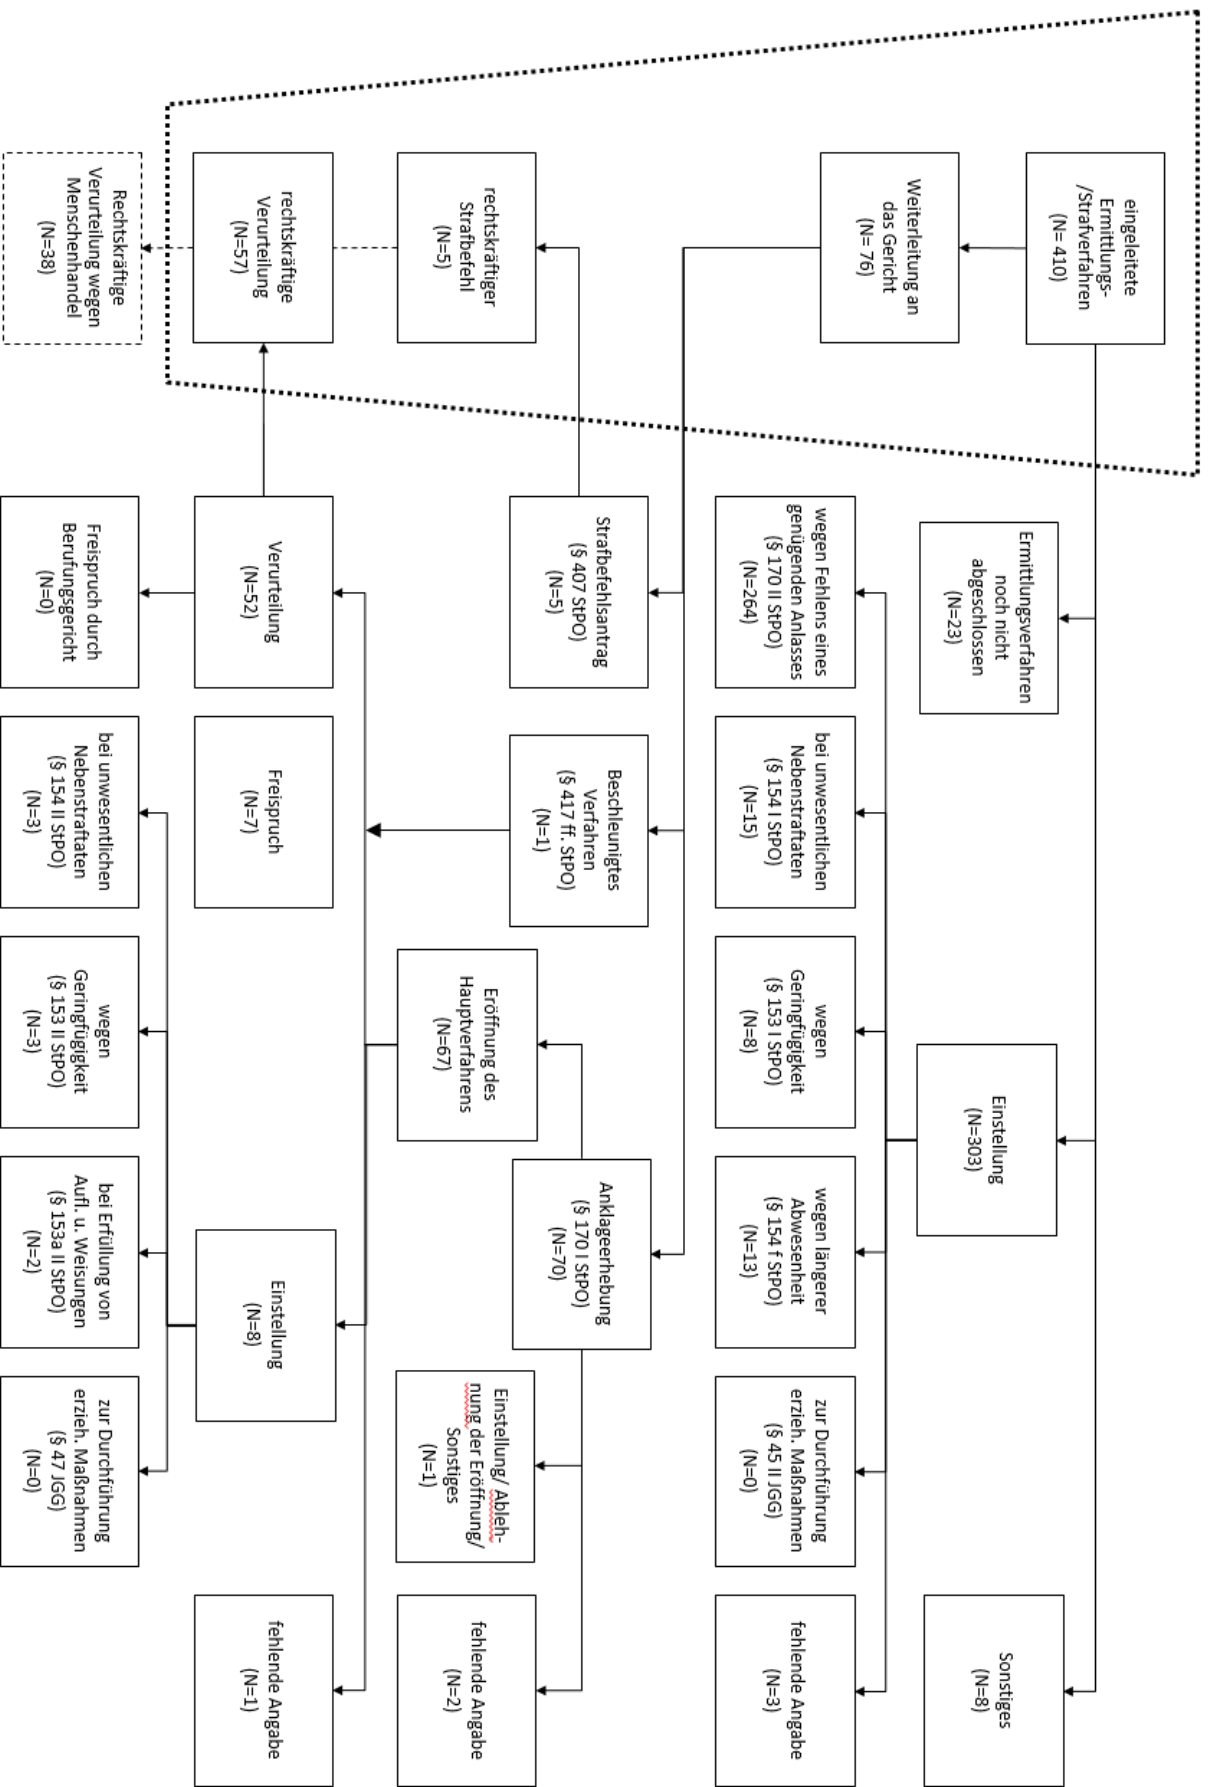 eingeleitete
Ermittlungs-
/Strafverfahren
(N= 410)
Ermittlungsverfahren
noch nicht
abgeschlossen
(N=23)
Einstellung
(N=303)
Sonstiges
(N=8)
Weiterleitung an
das Gericht
(N= 76)
wegen Fehlens eines
genügenden Anlasses
(§ 170 II StPO)
(N=264)
bei unwesentlichen
Nebenstraftaten
(§ 154 I StPO)
(N=15)
wegen
Geringfügigkeit
(§ 153 I StPO)
(N=8)
wegen längerer
Abwesenheit
(§ 154 f StPO)
(N=13)
zur Durchführung
erzieh. Maßnahmen
(§ 45 II JGG)
(N=0)
fehlende Angabe
(N=3)
Strafbefehlsantrag
(§ 407 StPO)
(N=5)
Beschleunigtes
Verfahren
(§ 417 ff. StPO)
(N=1)
Anklageerhebung
(§ 170 I StPO)
(N=70)
rechtskräftiger
Strafbefehl
(N=5)
Eröffnung des
Hauptverfahrens
(N=67)
Einstellung/ Ableh-
nung der Eröffnung/
Sonstiges
(N=1)
fehlende Angabe
(N=2)
rechtskräftige
Verurteilung
(N=57)
Verurteilung
(N=52)
Freispruch
(N=7)
Einstellung
(N=8)
fehlende Angabe
(N=1)
Rechtskräftige
Verurteilung wegen
Menschenhandel
(N=38)
Freispruch durch
Berufungsgericht
(N=0)
bei unwesentlichen
Nebenstraftaten
(§ 154 II StPO)
(N=3)
wegen
Geringfügigkeit
(§ 153 II StPO)
(N=3)
bei Erfüllung von
Aufl. u. Weisungen
(§ 153a II StPO)
(N=2)
zur Durchführung
erzieh. Maßnahmen
(§ 47 JGG)
(N=0)